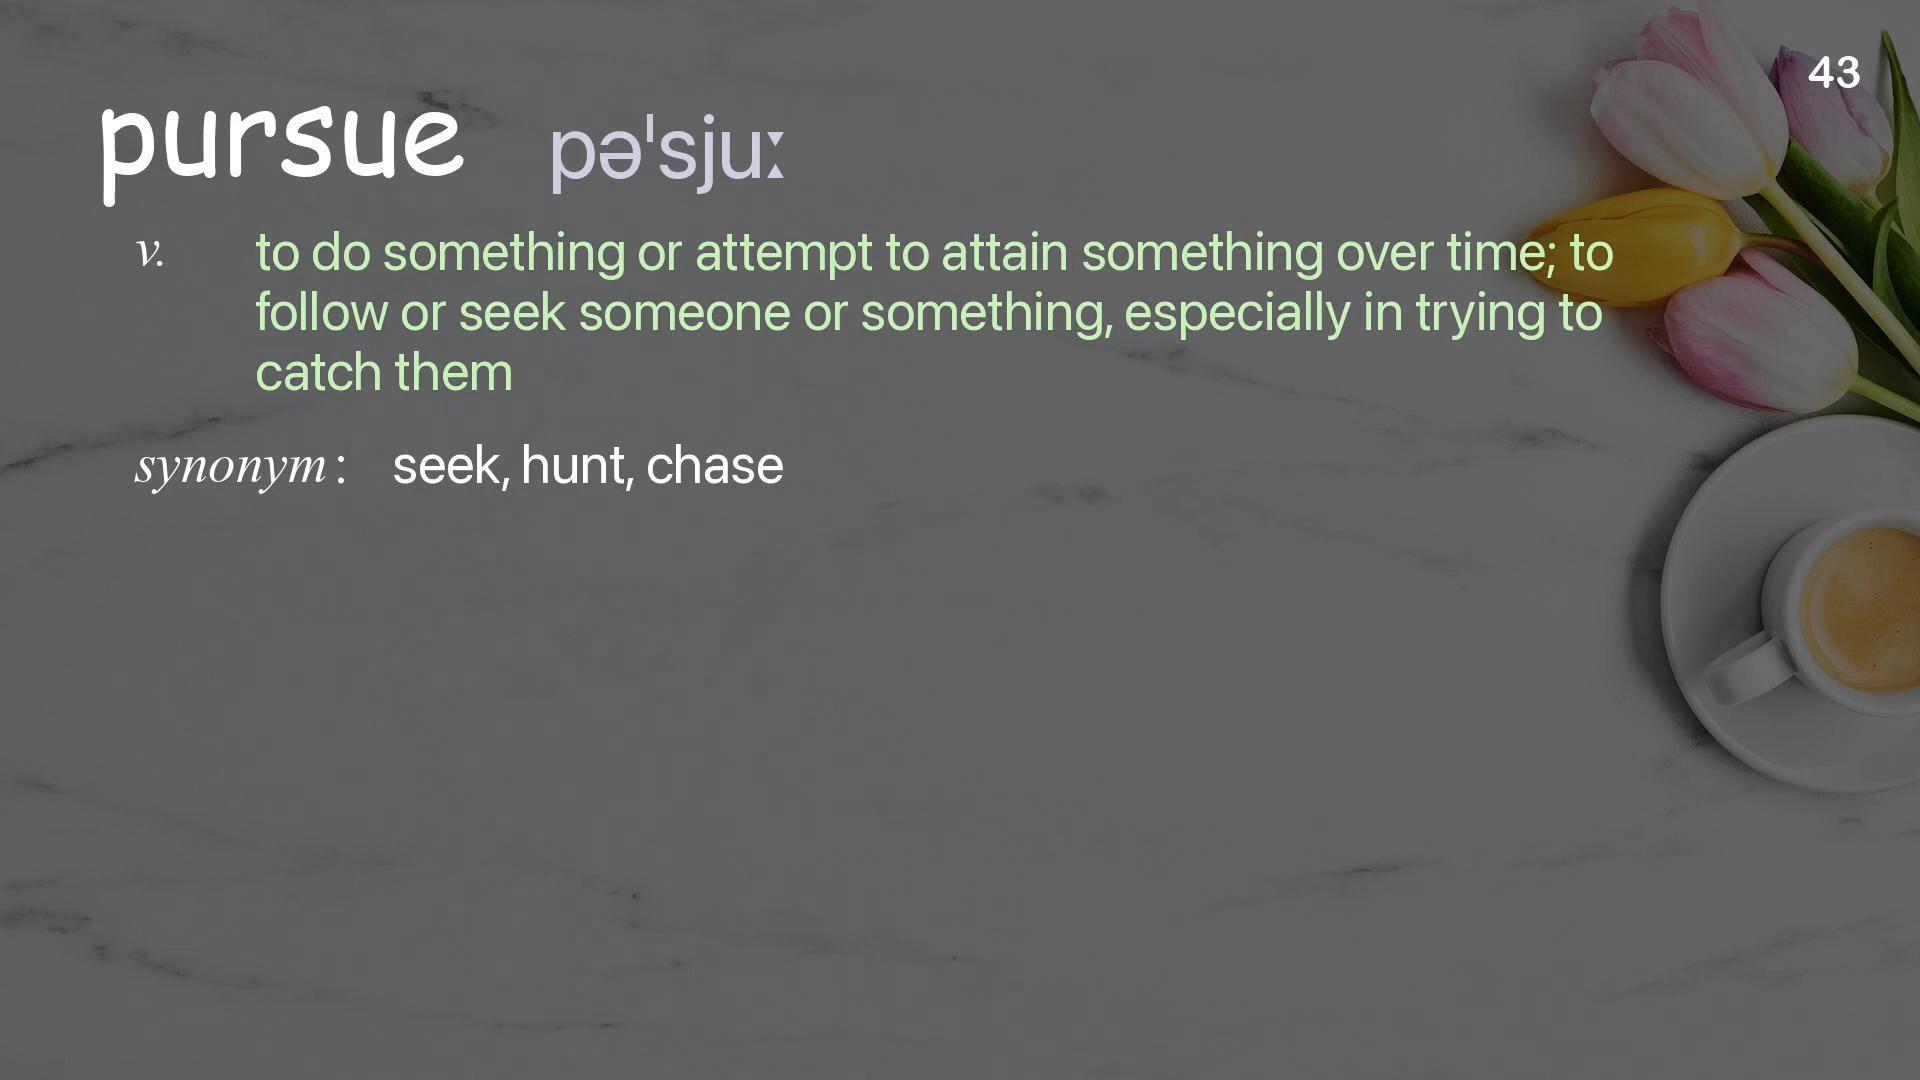 43
pursue pəˈsjuː
v. to do something or attempt to attain something over time; to
follow or seek someone or something, especially in trying to
catch them
synonym : seek, hunt, chase